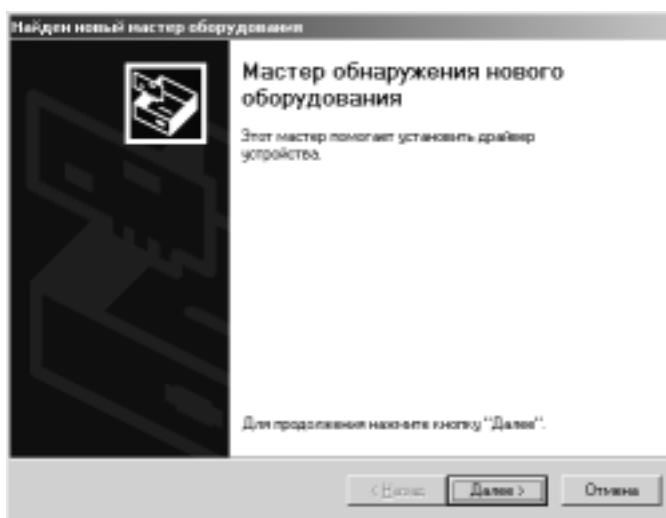 Найден новый мастер оборудования
Мастер обнаружения нового
оборудования
Этот мастер помогает установить драйвер
устройства.
Для продолжения нажмите кнопку "Далее".
< Назад
Далее >
Отмена